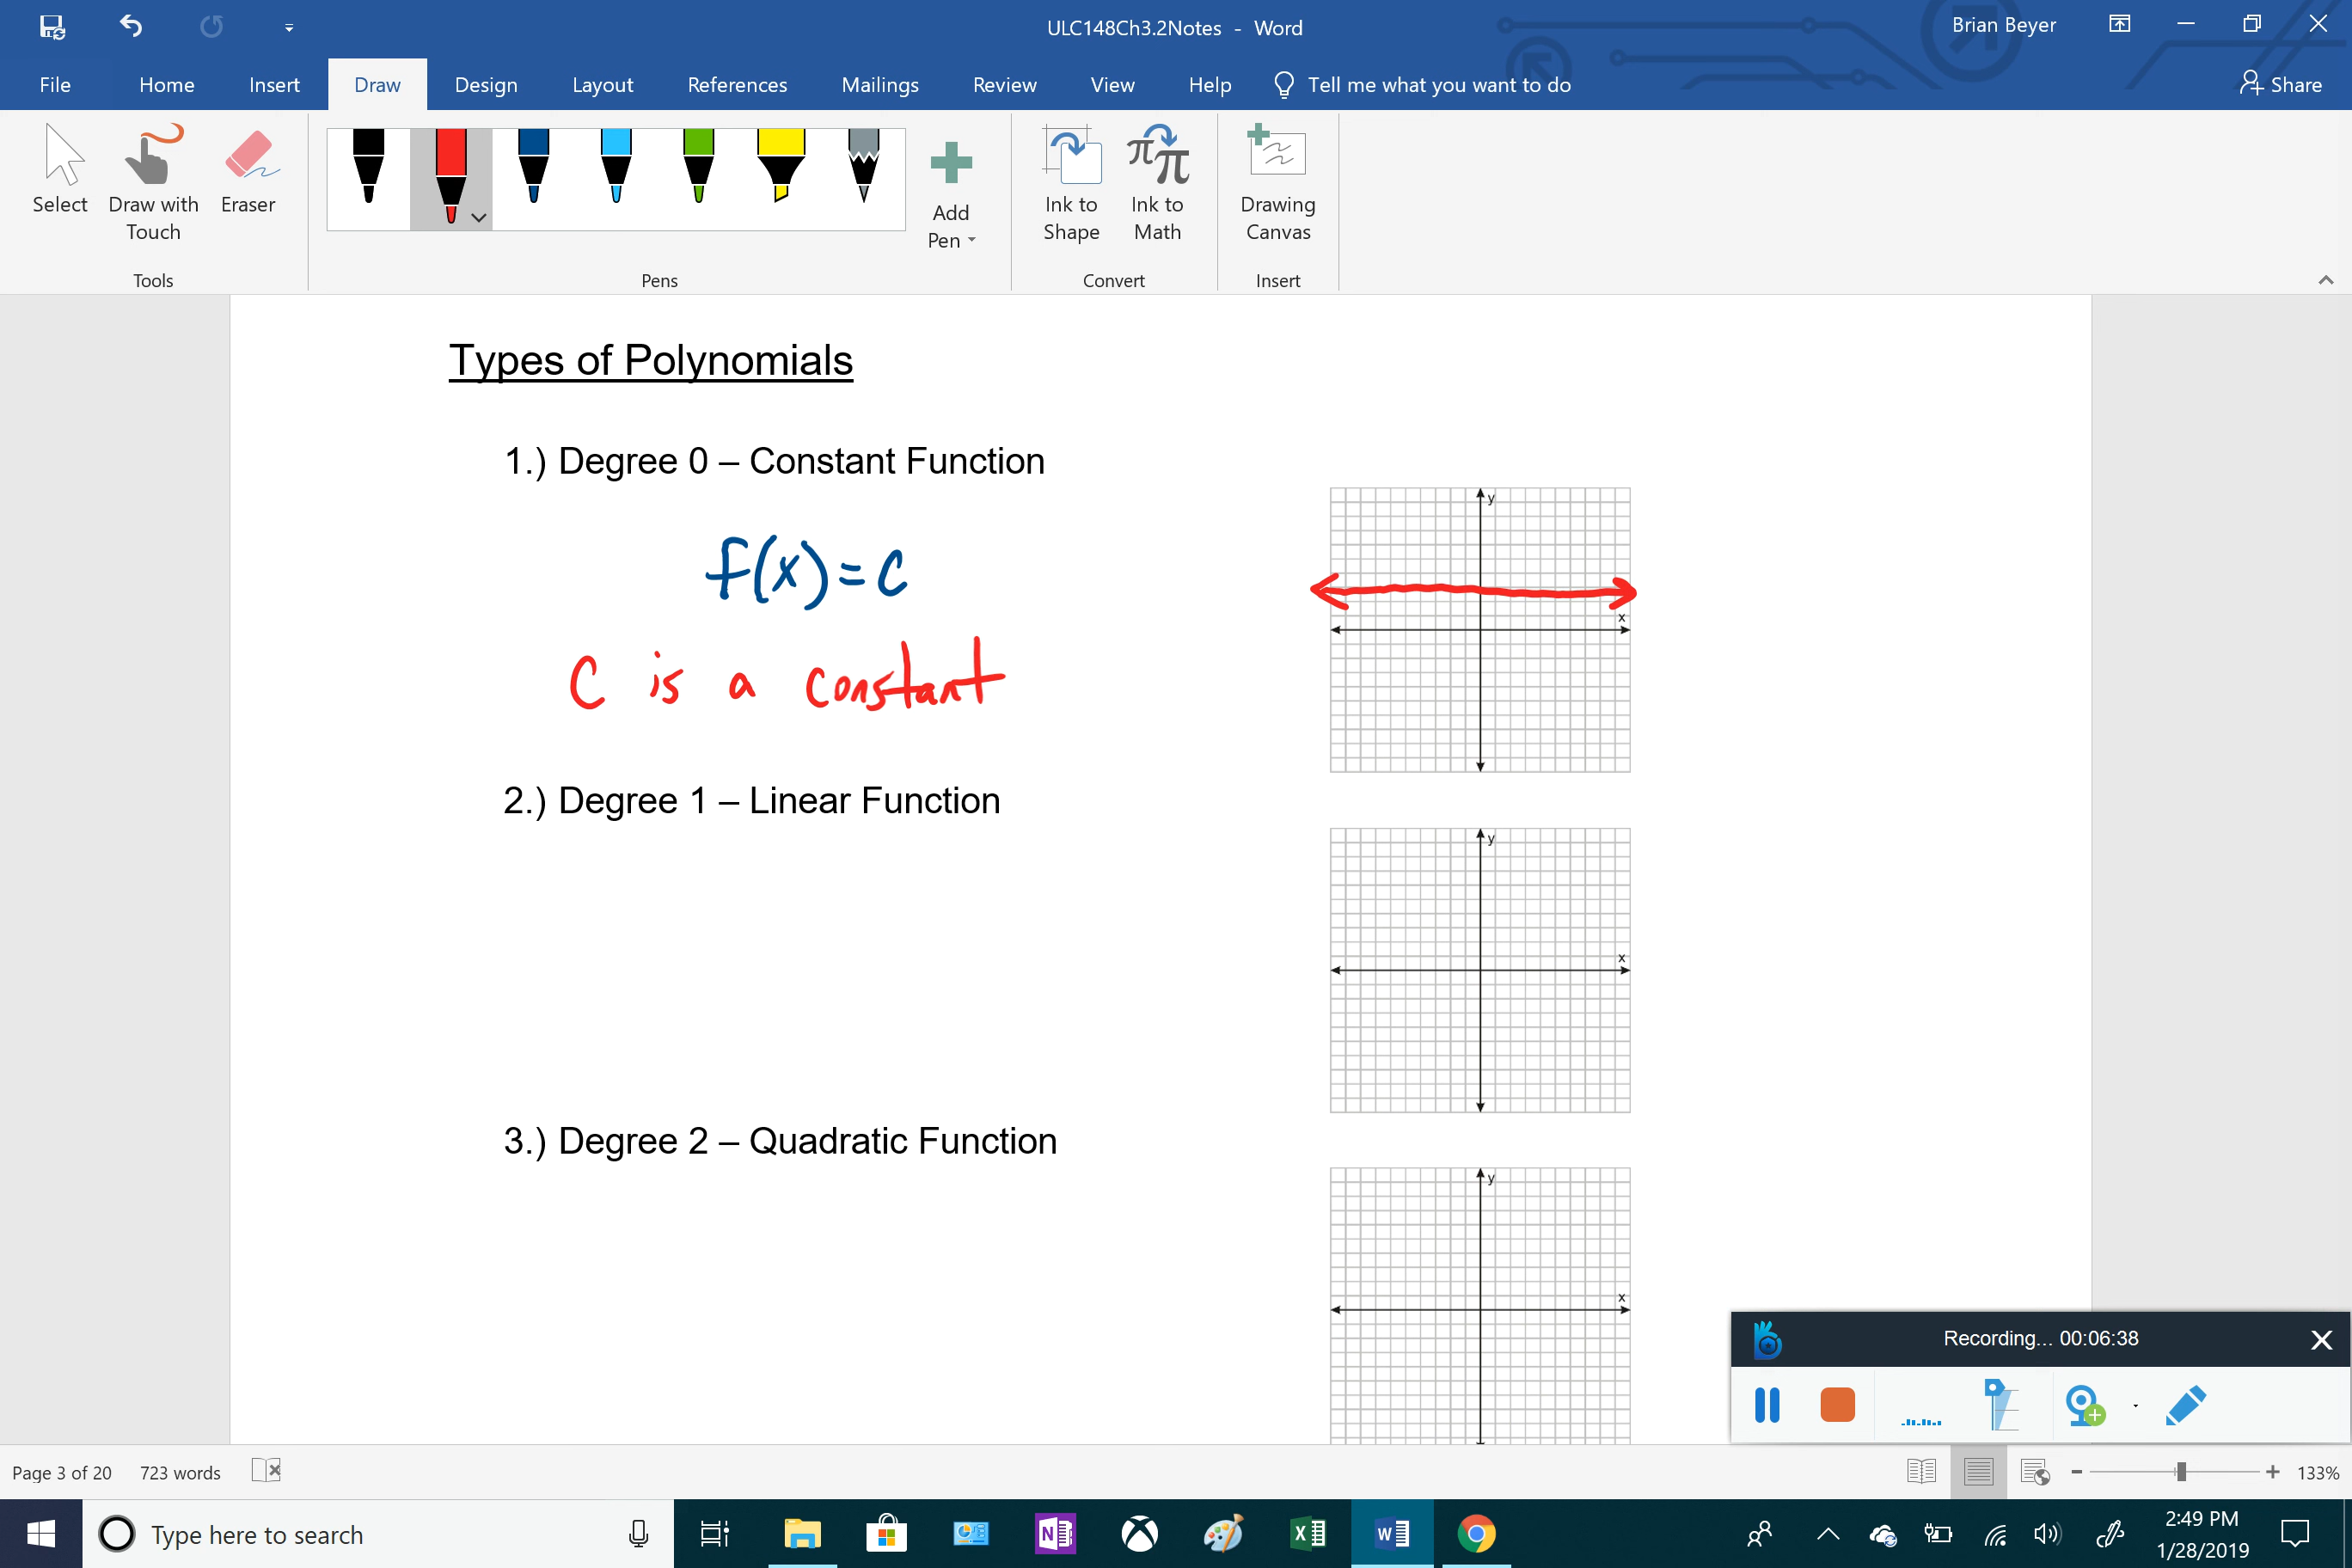 ULC148Ch3.2Notes - Word
Brian Beyer
File Home Insert Draw Design Layout References Mailings Review View Help Tell me what you want to do Share
Select Draw with Touch Eraser Add Pen Ink to Shape Ink to Math Drawing Canvas
Tools Pens Convert Insert
Types of Polynomials
1.) Degree 0 – Constant Function
y
f(x)=c
x
C is a constant
2.) Degree 1 – Linear Function
y
x
3.) Degree 2 – Quadratic Function
y
x
Recording... 00:06:38
Page 3 of 20 723 words 133%
Type here to search
2:49 PM
1/28/2019